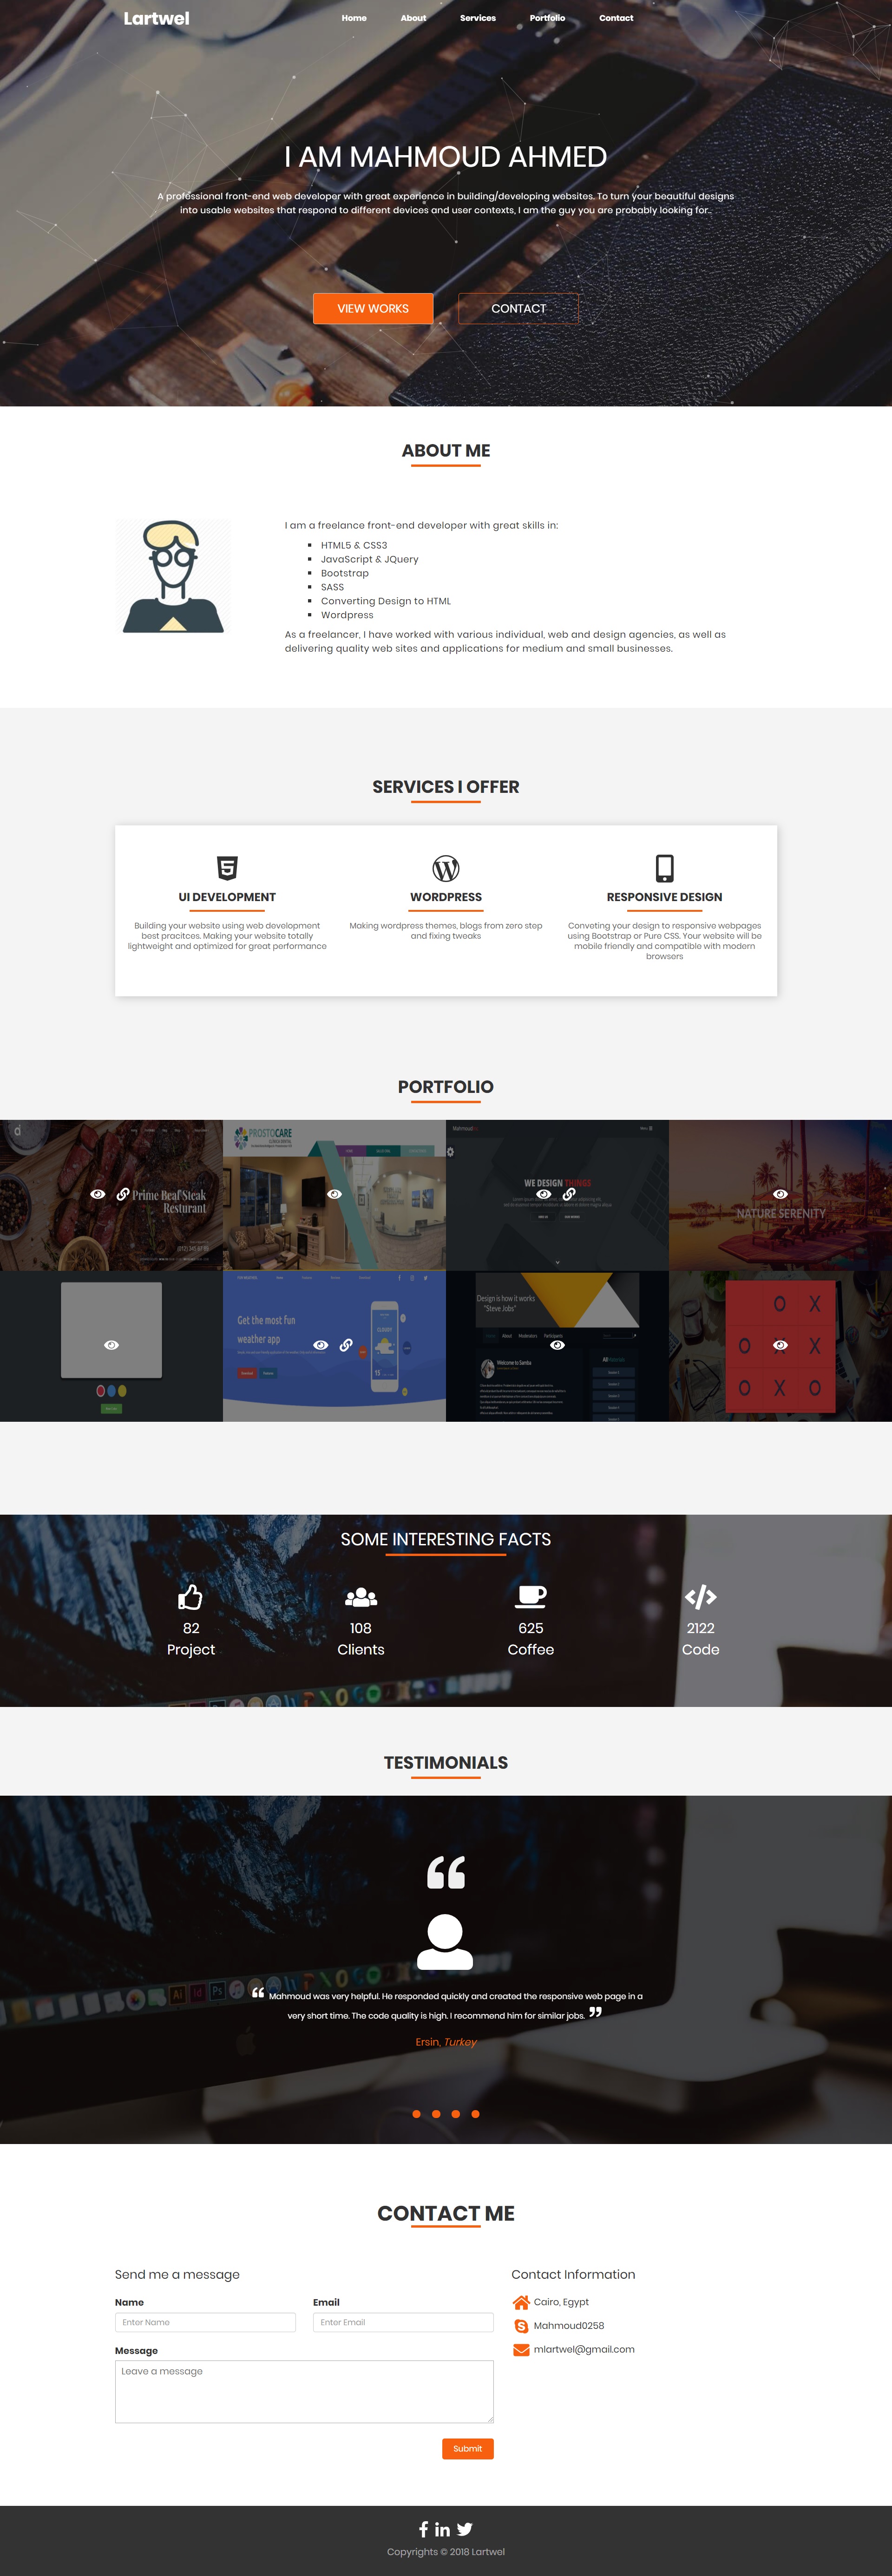 Lartwel
Home About Services Portfolio Contact
I AM MAHMOUD AHMED
A professional front-end web developer with great experience in building/developing websites. To turn your beautiful designs
into usable websites that respond to different devices and user contexts, I am the guy you are probably looking for..
VIEW WORKS
CONTACT
ABOUT ME
I am a freelance front-end developer with great skills in:
HTML5 & CSS3
JavaScript & JQuery
Bootstrap
SASS
Converting Design to HTML
Wordpress
As a freelancer, I have worked with various individual, web and design agencies, as well as
delivering quality web sites and applications for medium and small businesses.
SERVICES I OFFER
UI DEVELOPMENT
Building your website using web development
best pracitces. Making your website totally
lightweight and optimized for great performance
WORDPRESS
Making wordpress themes, blogs from zero step
and fixing tweaks
RESPONSIVE DESIGN
Conveting your design to responsive webpages
using Bootstrap or Pure CSS. Your website will be
mobile friendly and compatible with modern
browsers
PORTFOLIO
Prime Beaf Steak
Resturant
PROSTOCARE
WE DESIGN THINGS
NATURE SERENITY
Get the most fun
weather app
Design is how it works
"Steve Jobs"
About Moderators
Welcome to Samba
O X
O X X
O X O
SOME INTERESTING FACTS
82
Project
108
Clients
625
Coffee
2122
Code
TESTIMONIALS
Ai Id Ps
“ Mahmoud was very helpful. He responded quickly and created the responsive web page in a
very short time. The code quality is high. I recommend him for similar jobs. ”
Ersin, Turkey
CONTACT ME
Send me a message
Name
Enter Name
Email
Enter Email
Message
Leave a message
Submit
Contact Information
Cairo, Egypt
Mahmoud0258
mlartwel@gmail.com
Copyrights © 2018 Lartwel